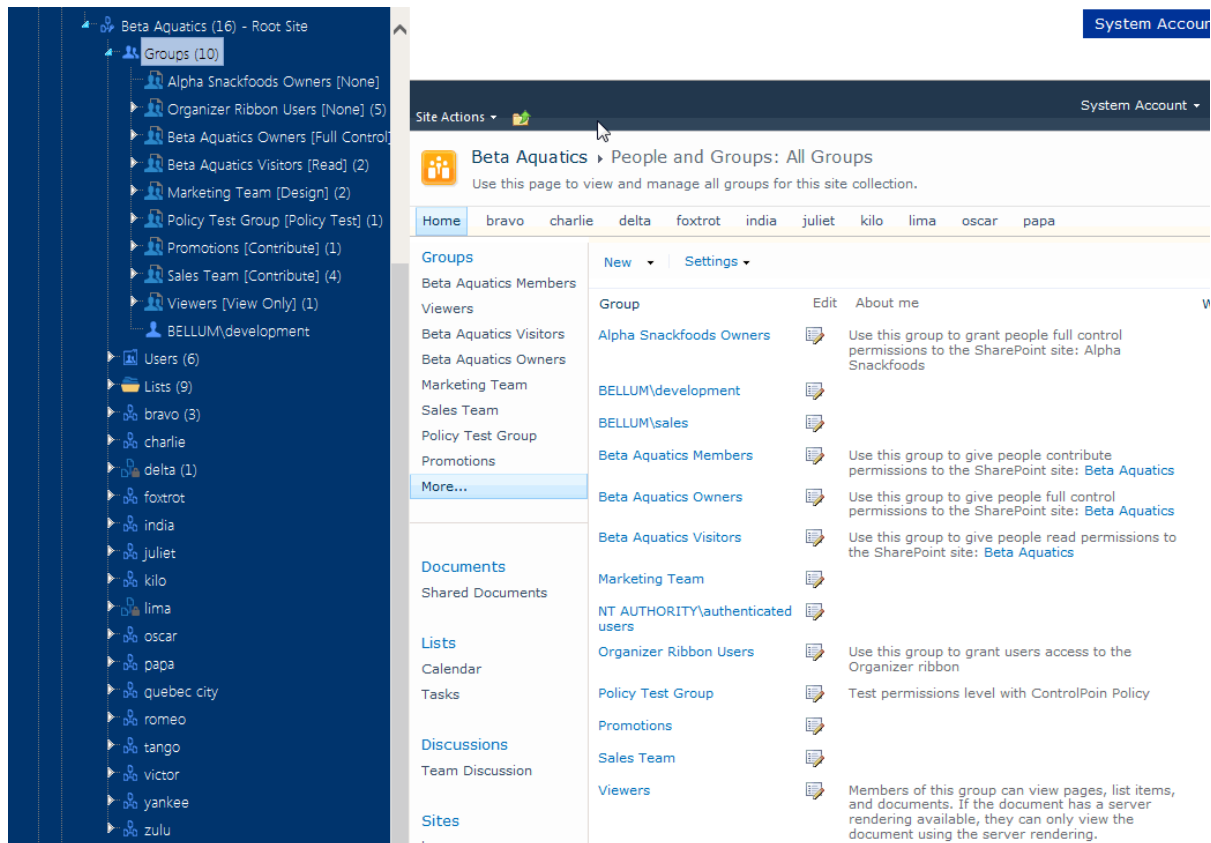 Beta Aquatics (16) - Root Site
Groups (10)
Alpha Snackfoods Owners [None]
Organizer Ribbon Users [None] (5)
Beta Aquatics Owners [Full Control]
Beta Aquatics Visitors [Read] (2)
Marketing Team [Design] (2)
Policy Test Group [Policy Test] (1)
Promotions [Contribute] (1)
Sales Team [Contribute] (4)
Viewers [View Only] (1)
BELLUM\development
Users (6)
Lists (9)
bravo (3)
charlie
delta (1)
foxtrot
india
juliet
kilo
lima
oscar
papa
quebec city
romeo
tango
victor
yankee
zulu
System Accour
Site Actions
System Account
Beta Aquatics People and Groups: All Groups
Use this page to view and manage all groups for this site collection.
Home bravo charlie delta foxtrot india juliet kilo lima oscar papa
Groups
Beta Aquatics Members
Viewers
Beta Aquatics Visitors
Beta Aquatics Owners
Marketing Team
Sales Team
Policy Test Group
Promotions
More...
Documents
Shared Documents
Lists
Calendar
Tasks
Discussions
Team Discussion
Sites
New Settings
Group Edit About me
Alpha Snackfoods Owners Use this group to grant people full control
permissions to the SharePoint site: Alpha
Snackfoods
BELLUM\development
BELLUM\sales
Beta Aquatics Members Use this group to give people contribute
permissions to the SharePoint site: Beta Aquatics
Beta Aquatics Owners Use this group to give people full control
permissions to the SharePoint site: Beta Aquatics
Beta Aquatics Visitors Use this group to give people read permissions to
the SharePoint site: Beta Aquatics
Marketing Team
NT AUTHORITY\authenticated
users
Organizer Ribbon Users Use this group to grant users access to the
Organizer ribbon
Policy Test Group Test permissions level with ControlPoin Policy
Promotions
Sales Team
Viewers Members of this group can view pages, list items,
and documents. If the document has a server
rendering available, they can only view the
document using the server rendering.